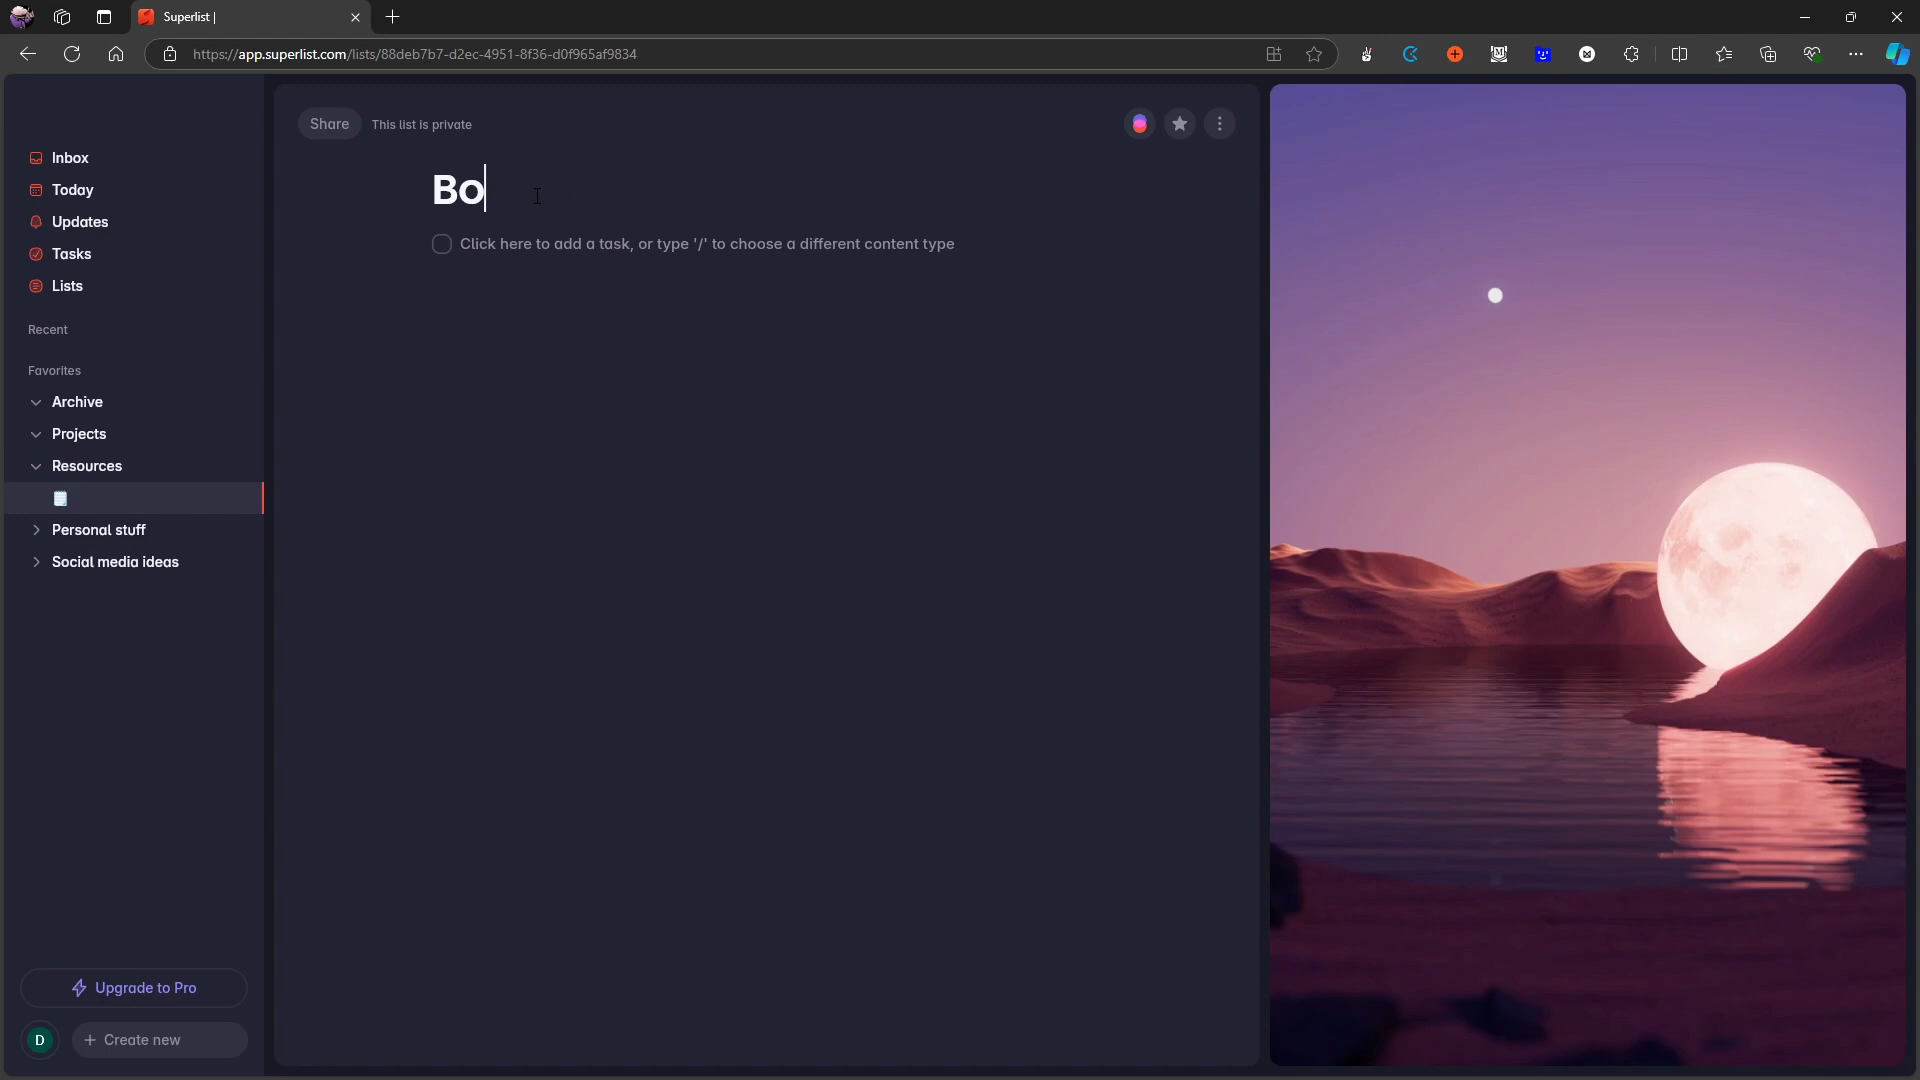 Superlist |
https://app.superlist.com/lists/88deb7b7-d2ec-4951-8f36-d0f965af9834
Share
This list is private
Bo
Click here to add a task, or type '/' to choose a different content type
Inbox
Today
Updates
Tasks
Lists
Recent
Favorites
Archive
Projects
Resources
Personal stuff
Social media ideas
Upgrade to Pro
D
Create new